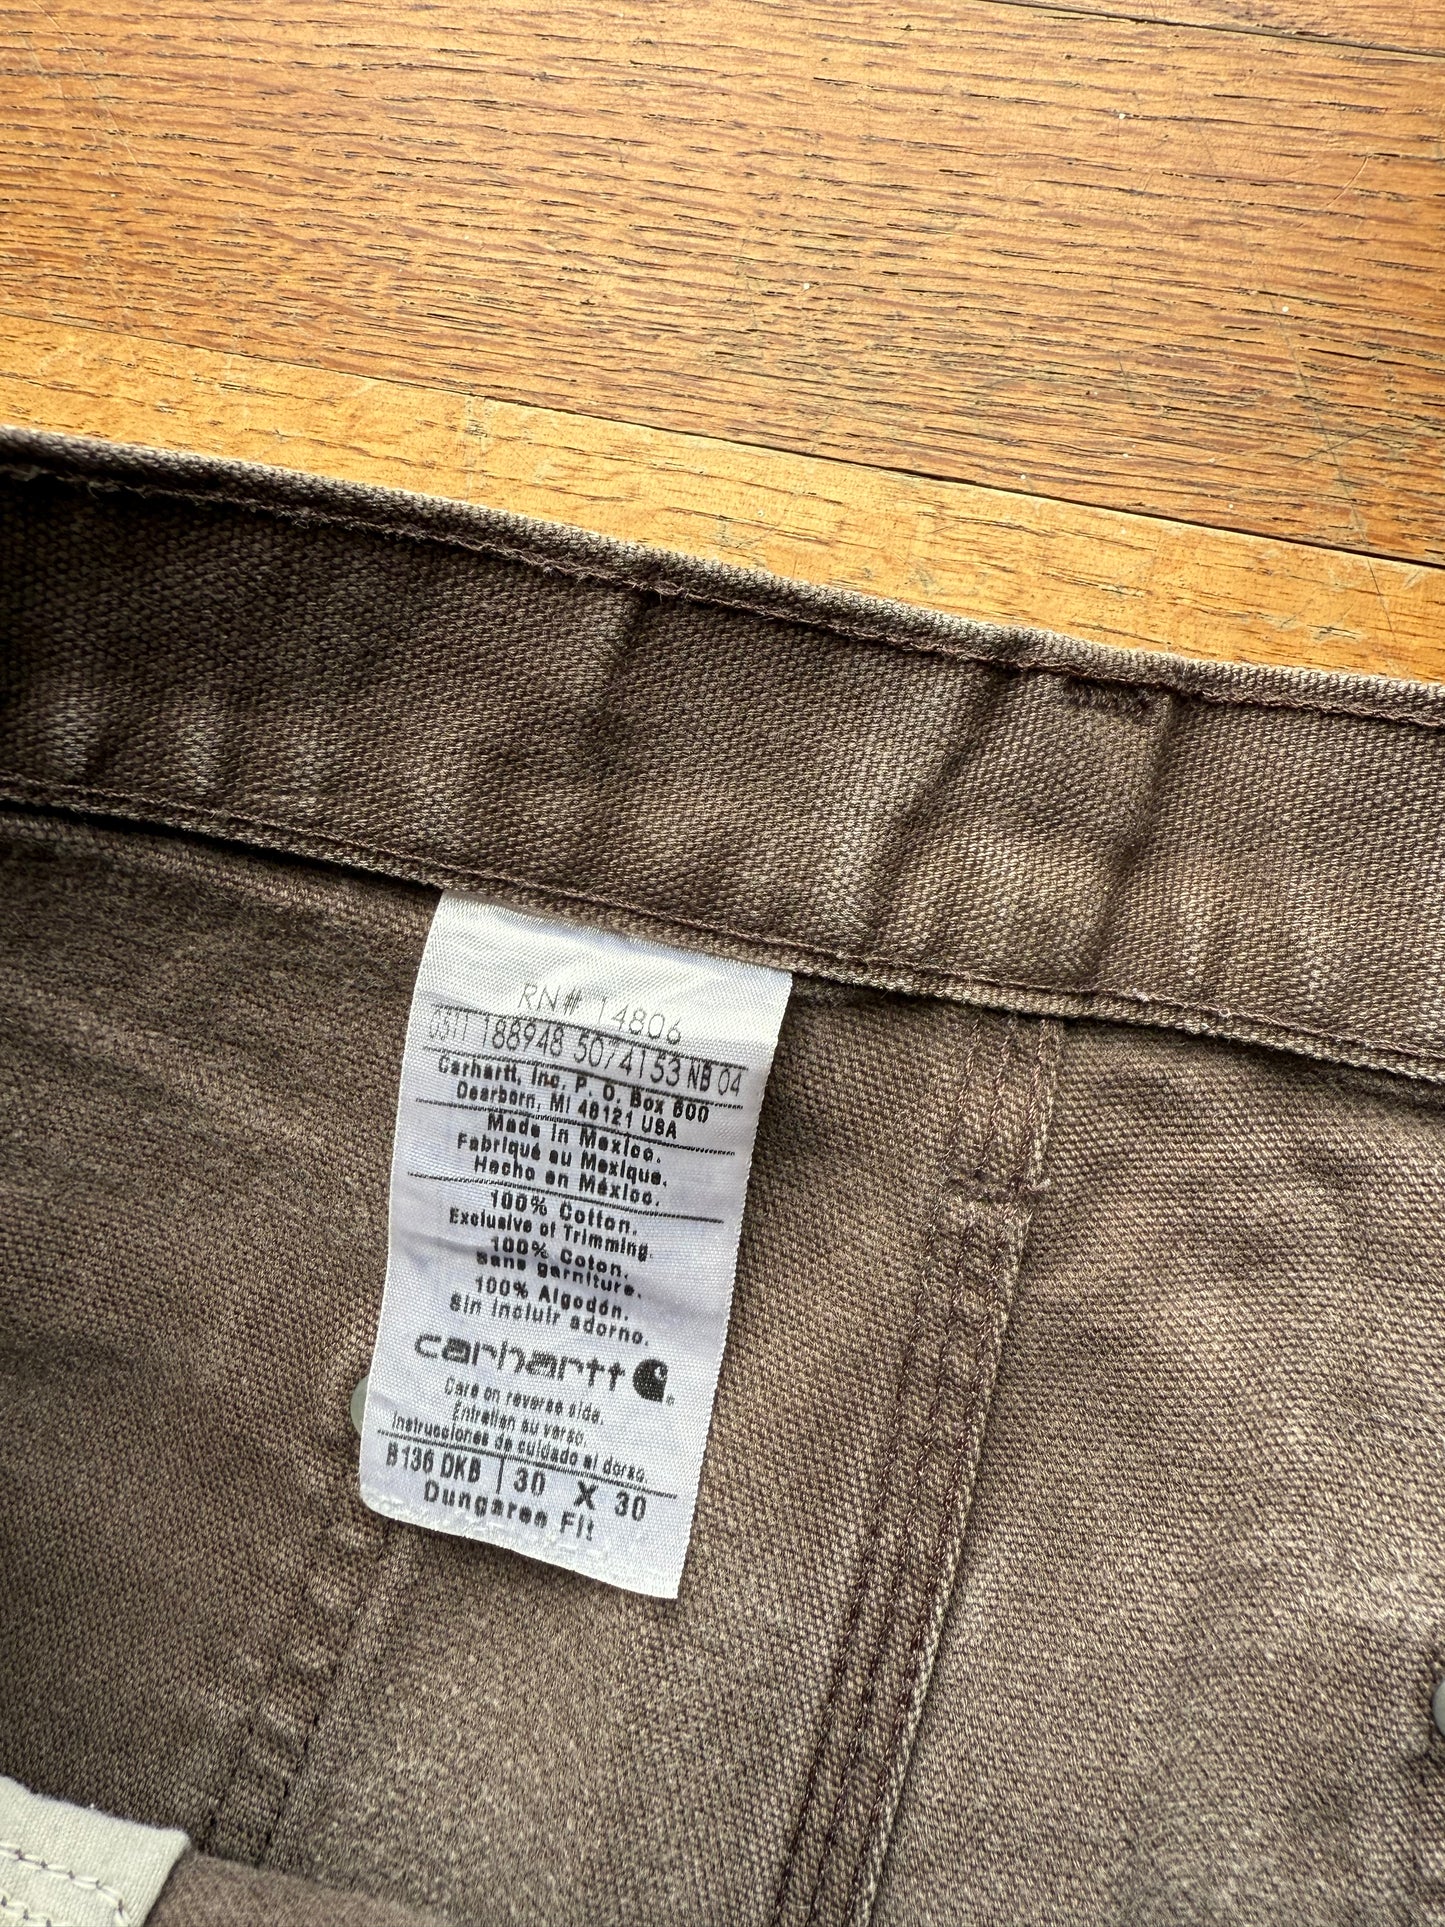 RN# 14806
0511 188948 5074153 NB 04
Carhartt, Inc. P. O. Box 600
Dearborn, MI 48121 USA
Made in Mexico.
Fabriqué au Mexique.
Hecho en México.
100% Cotton.
Exclusive of Trimming.
100% Coton.
Sans garniture.
100% Algodón.
Sin incluir adorno.
carhartt
Care on reverse side.
Entretien au verso.
Instrucciones de cuidado al dorso.
B136 DKB 30 X 30
Dungaree Fit